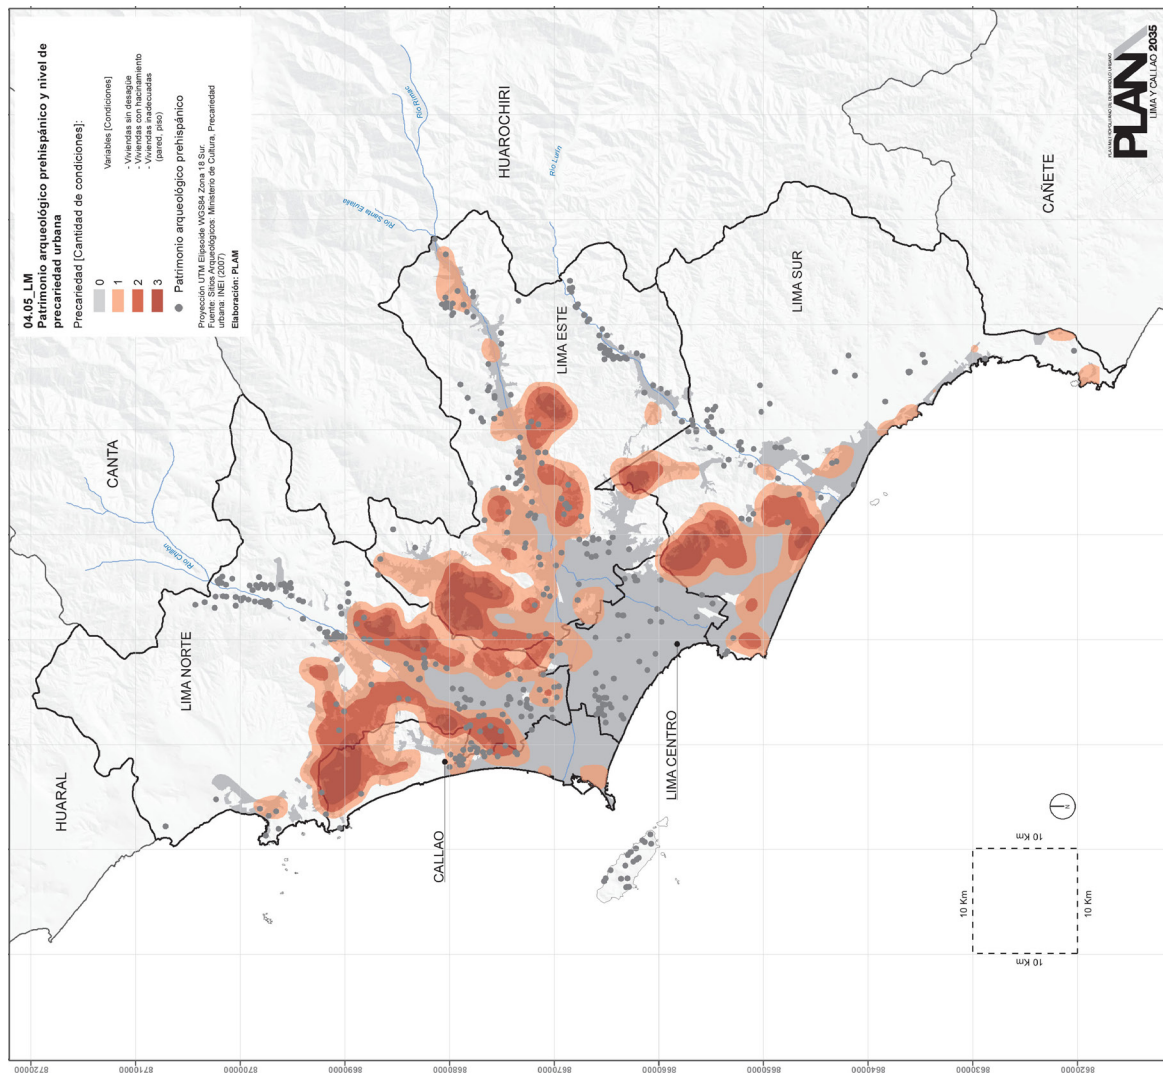 04.05_LM
Patrimonio arqueológico prehispánico y nivel de
precariedad urbana
Precariedad [Cantidad de condiciones]:
0
1
2
3
Variables [Condiciones]
- Viviendas sin desagüe
- Viviendas con hacinamiento
- Viviendas inadecuadas
(pared, piso)
Patrimonio arqueológico prehispánico
Proyección UTM Elipsoide WGS84 Zona 18 Sur.
Fuente: Sitios Arqueológicos: Ministerio de Cultura, Precariedad
urbana: INEI (2007)
Elaboración: PLAM
HUARAL
CANTA
LIMA NORTE
Río Chillón
Río Santa Eulalia
Río Rímac
HUAROCHIRI
Río Lurín
LIMA ESTE
LIMA SUR
CAÑETE
CALLAO
LIMA CENTRO
N
10 Km
10 Km
10 Km
10 Km
PLAN
LIMA Y CALLAO 2035
8720000
8710000
8700000
8690000
8680000
8670000
8660000
8650000
8640000
8620000